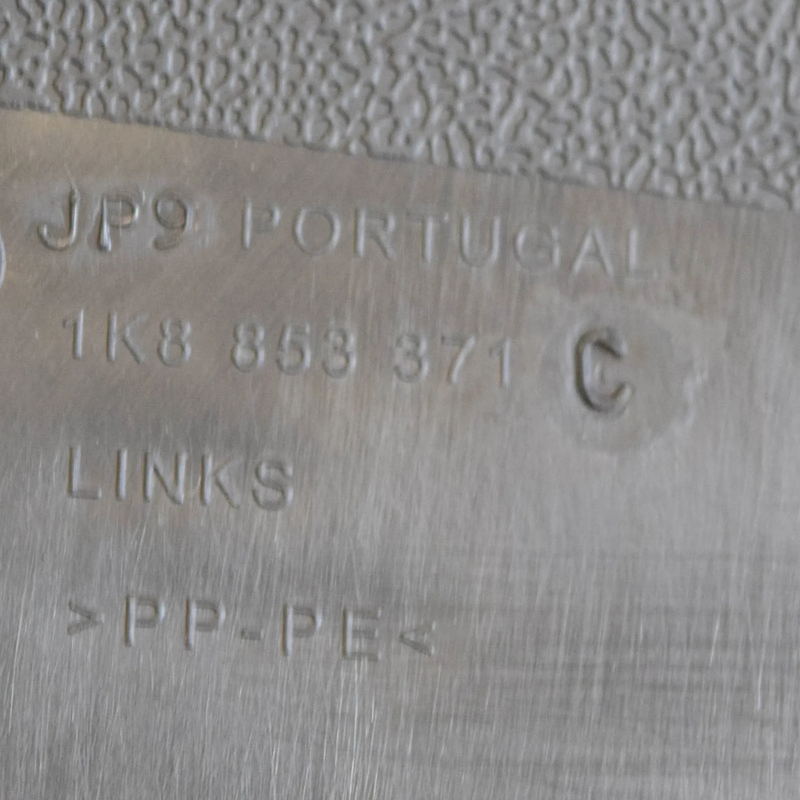 JP9 PORTUGAL
1K8 853 371 C
LINKS
>PP-PE<